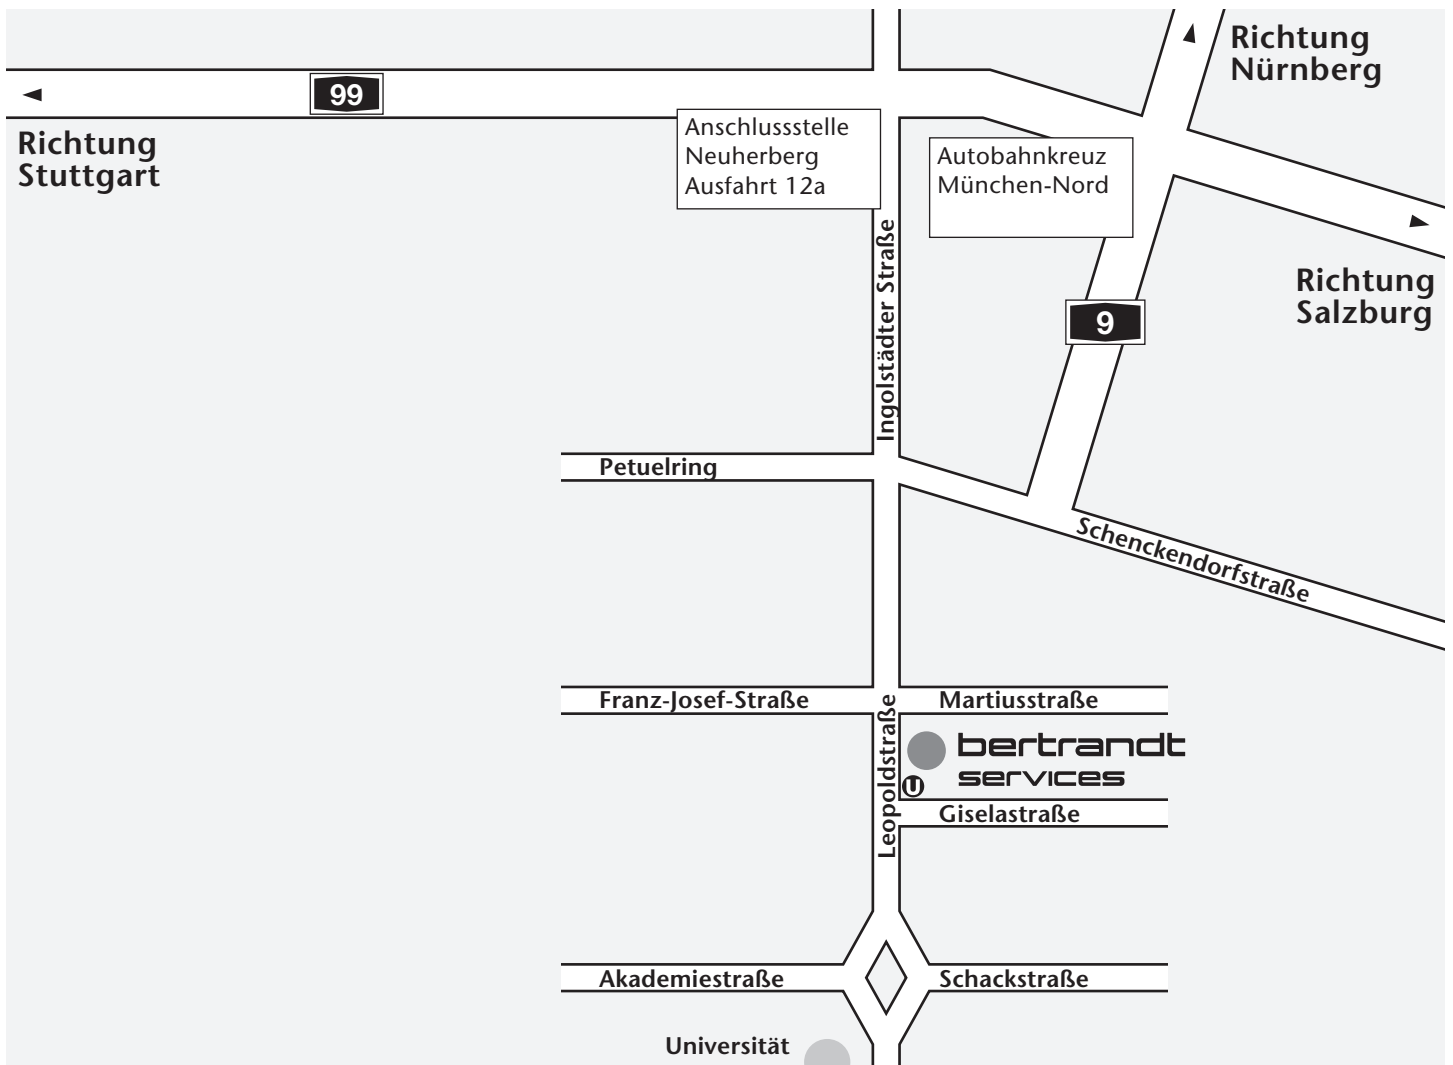 Richtung
Nürnberg
99
Richtung
Stuttgart
Anschlussstelle
Neuherberg
Ausfahrt 12a
Autobahnkreuz
München-Nord
Ingolstädter Straße
Richtung
Salzburg
9
Petuelring
Schenckendorfstraße
Franz-Josef-Straße
Martiusstraße
Leopoldstraße
bertrandt
services
U
Giselastraße
Akademiestraße
Schackstraße
Universität